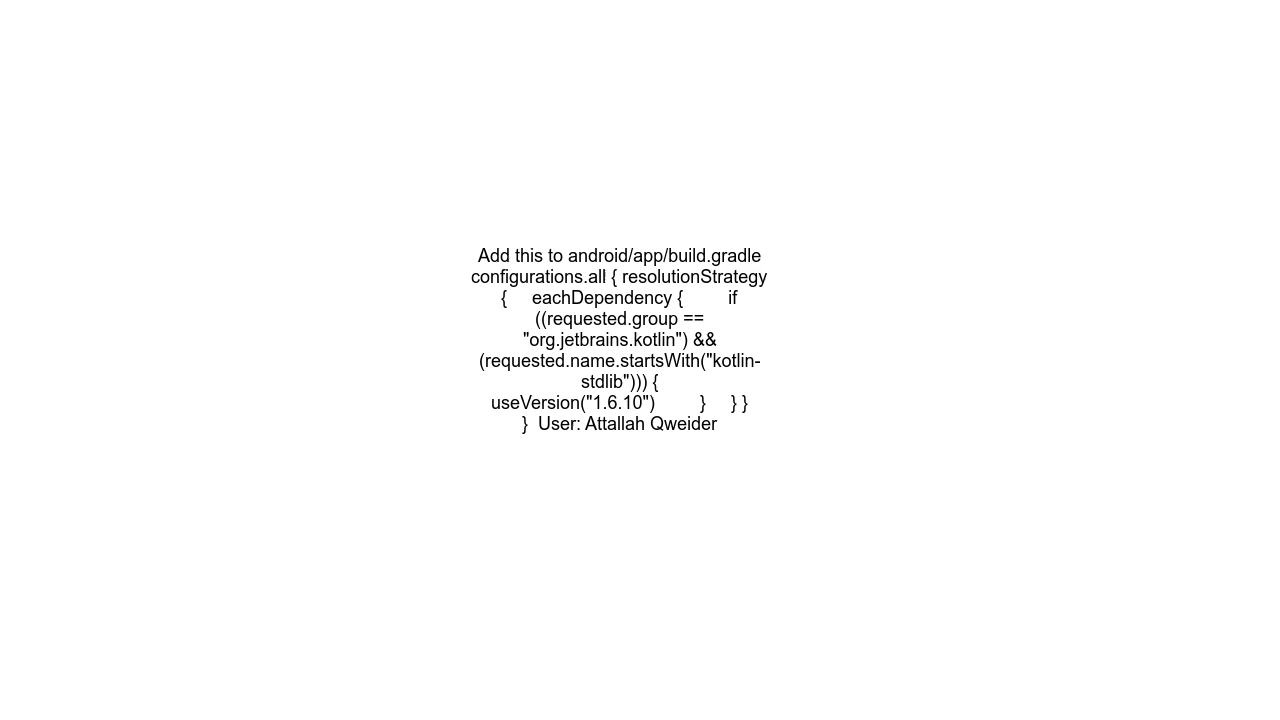 Add this to android/app/build.gradle
configurations.all { resolutionStrategy
{     eachDependency {         if
((requested.group ==
"org.jetbrains.kotlin") &&
(requested.name.startsWith("kotlin-
stdlib"))) {
useVersion("1.6.10")         }     } }
}  User: Attallah Qweider